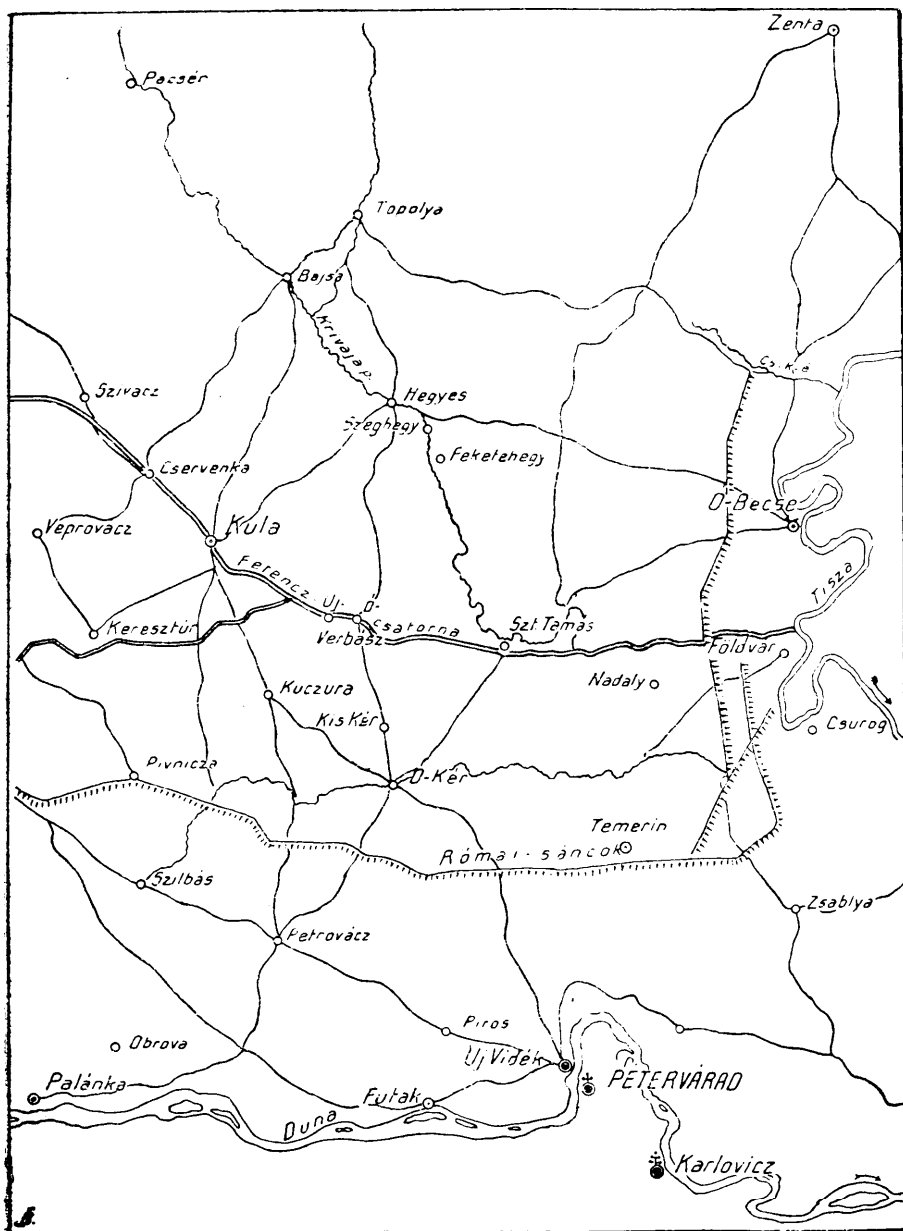 Zenta
Pacsér
Topolya
Bajsa
Krivaja p.
Szivacz
Hegyes
Szeghegy
Feketehegy
Cservenka
O-Becse
Veprovácz
Kula
Tisza
Ferencz-
Uj-
Ó-
Csatorna
Verbász
Szt. Tamás
Keresztúr
Földvár
Nádaly
Kuczura
Kis Kér
Csurog
Pivnicza
O-Kér
Temerin
Római-sáncok
Szilbás
Zsablya
Petrovácz
Piros
Obrova
Uj Vidék
PÉTERVÁRAD
Palánka
Futak
Duna
Karlovicz